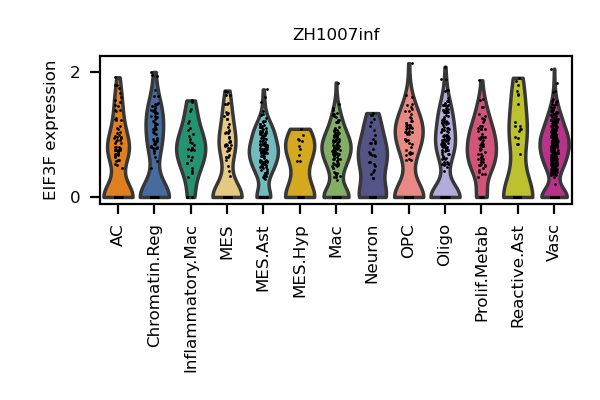 ZH1007inf
EIF3F expression
2
0
AC
Chromatin.Reg
Inflammatory.Mac
MES
MES.Ast
MES.Hyp
Mac
Neuron
OPC
Oligo
Prolif.Metab
Reactive.Ast
Vasc